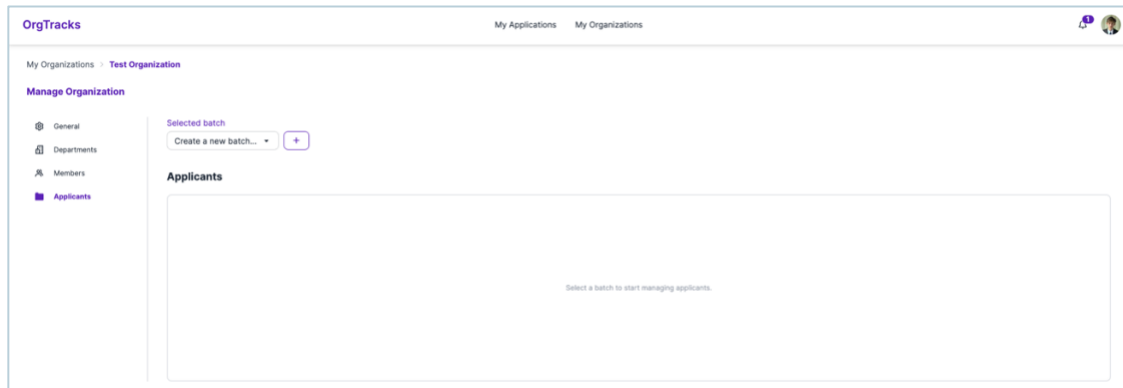 OrgTracks
My Applications My Organizations
1
My Organizations > Test Organization
Manage Organization
General
Departments
Members
Applicants
Selected batch
Create a new batch...
+
Applicants
Select a batch to start managing applicants.